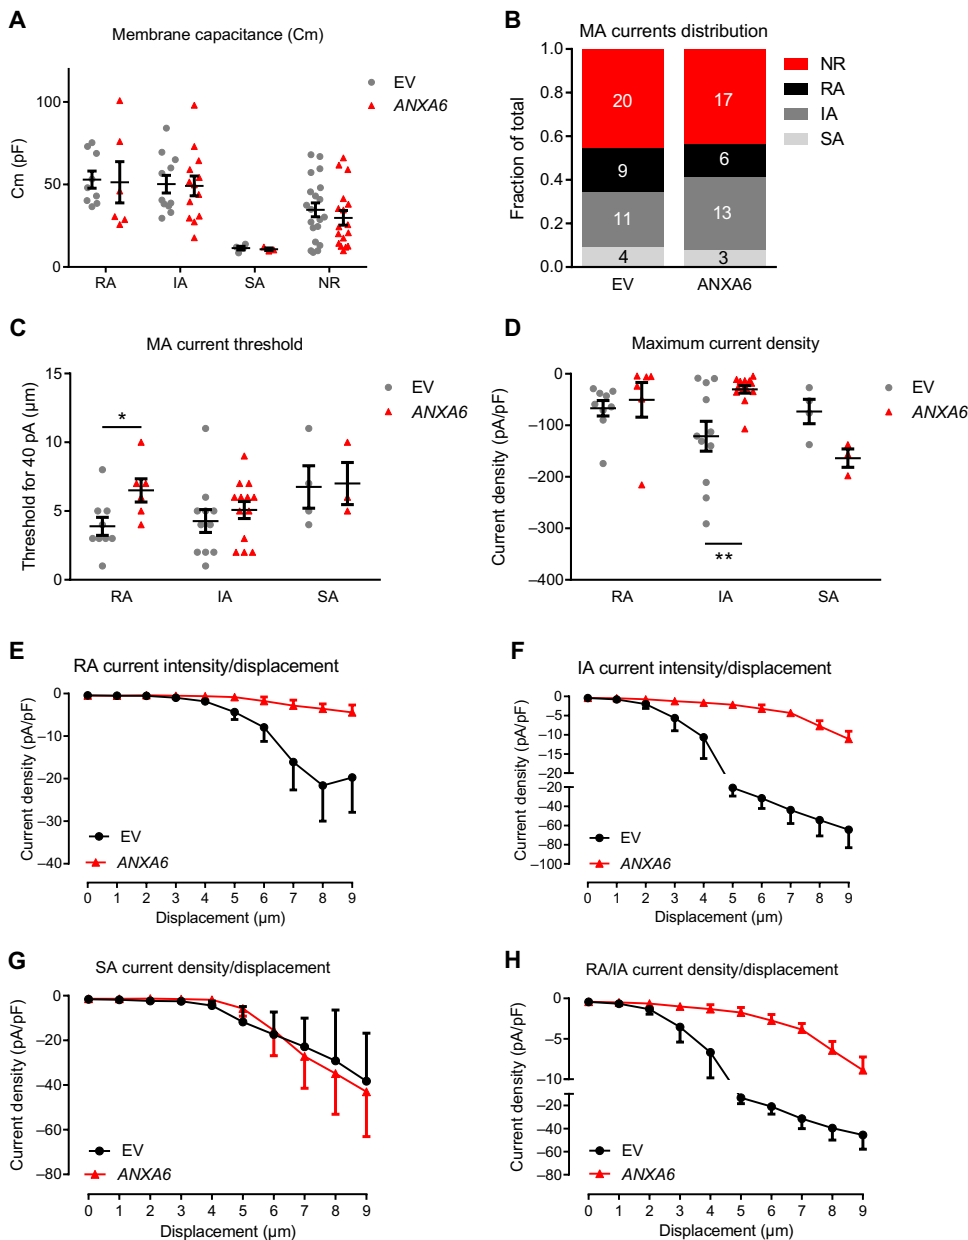 A
Membrane capacitance (Cm)
EV
ANXA6
Cm (pF)
100
50
0
RA IA SA NR
B
MA currents distribution
NR
RA
IA
SA
Fraction of total
1.0
0.8
0.6
0.4
0.2
0.0
20 17
9 6
11 13
4 3
EV ANXA6
C
MA current threshold
EV
ANXA6
Threshold for 40 pA (µm)
15
10
5
0
*
RA IA SA
D
Maximum current density
EV
ANXA6
Current density (pA/pF)
0
–100
–200
–300
–400
**
RA IA SA
E
RA current intensity/displacement
Current density (pA/pF)
0
–10
–20
–30
–40
EV
ANXA6
0 1 2 3 4 5 6 7 8 9
Displacement (µm)
F
IA current intensity/displacement
Current density (pA/pF)
0
–5
–10
–15
–20
–20
–40
–60
–80
–100
EV
ANXA6
0 1 2 3 4 5 6 7 8 9
Displacement (µm)
G
SA current density/displacement
Current density (pA/pF)
0
–20
–40
–60
–80
EV
ANXA6
0 1 2 3 4 5 6 7 8 9
Displacement (µm)
H
RA/IA current density/displacement
Current density (pA/pF)
0
–5
–10
–20
–40
–60
–80
EV
ANXA6
0 1 2 3 4 5 6 7 8 9
Displacement (µm)